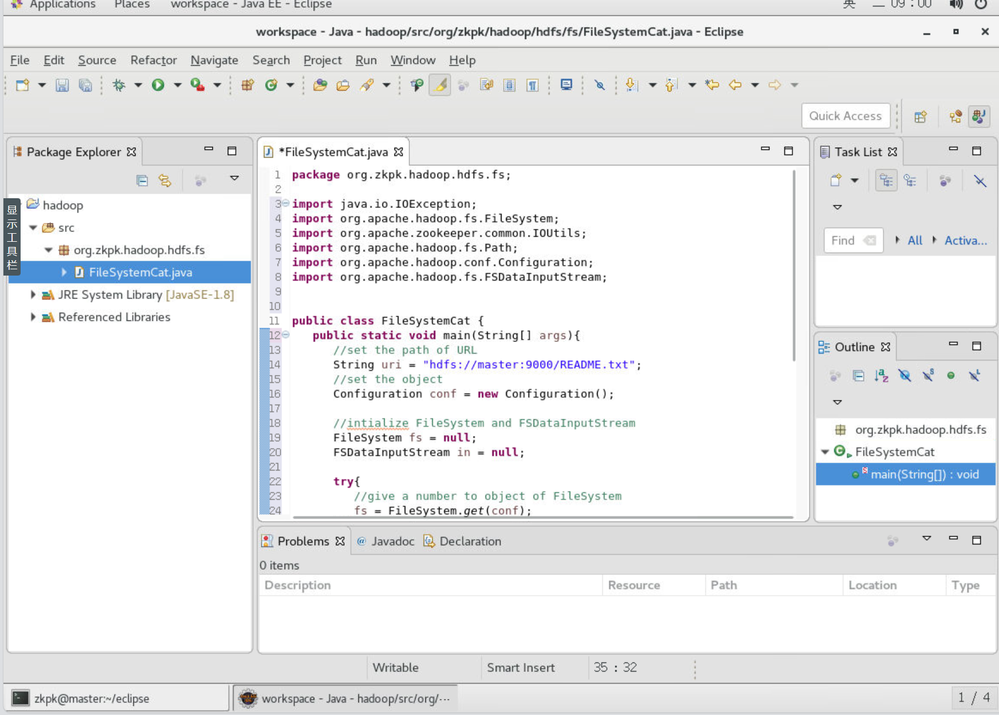 Applications Places workspace - Java EE - Eclipse 英 二 09:00
workspace - Java - hadoop/src/org/zkpk/hadoop/hdfs/fs/FileSystemCat.java - Eclipse
File Edit Source Refactor Navigate Search Project Run Window Help
Quick Access
Package Explorer
hadoop
src
org.zkpk.hadoop.hdfs.fs
FileSystemCat.java
JRE System Library [JavaSE-1.8]
Referenced Libraries
显示工具栏
*FileSystemCat.java
1 package org.zkpk.hadoop.hdfs.fs;
2
3 import java.io.IOException;
4 import org.apache.hadoop.fs.FileSystem;
5 import org.apache.zookeeper.common.IOUtils;
6 import org.apache.hadoop.fs.Path;
7 import org.apache.hadoop.conf.Configuration;
8 import org.apache.hadoop.fs.FSDataInputStream;
9
10
11 public class FileSystemCat {
12 public static void main(String[] args){
13 //set the path of URL
14 String uri = "hdfs://master:9000/README.txt";
15 //set the object
16 Configuration conf = new Configuration();
17
18 //intialize FileSystem and FSDataInputStream
19 FileSystem fs = null;
20 FSDataInputStream in = null;
21
22 try{
23 //give a number to object of FileSystem
24 fs = FileSystem.get(conf);
Task List
Find All Activa...
Outline
org.zkpk.hadoop.hdfs.fs
FileSystemCat
main(String[]) : void
Problems Javadoc Declaration
0 items
Description Resource Path Location Type
Writable Smart Insert 35 : 32
zkpk@master:~/eclipse workspace - Java - hadoop/src/org/··· 1 / 4